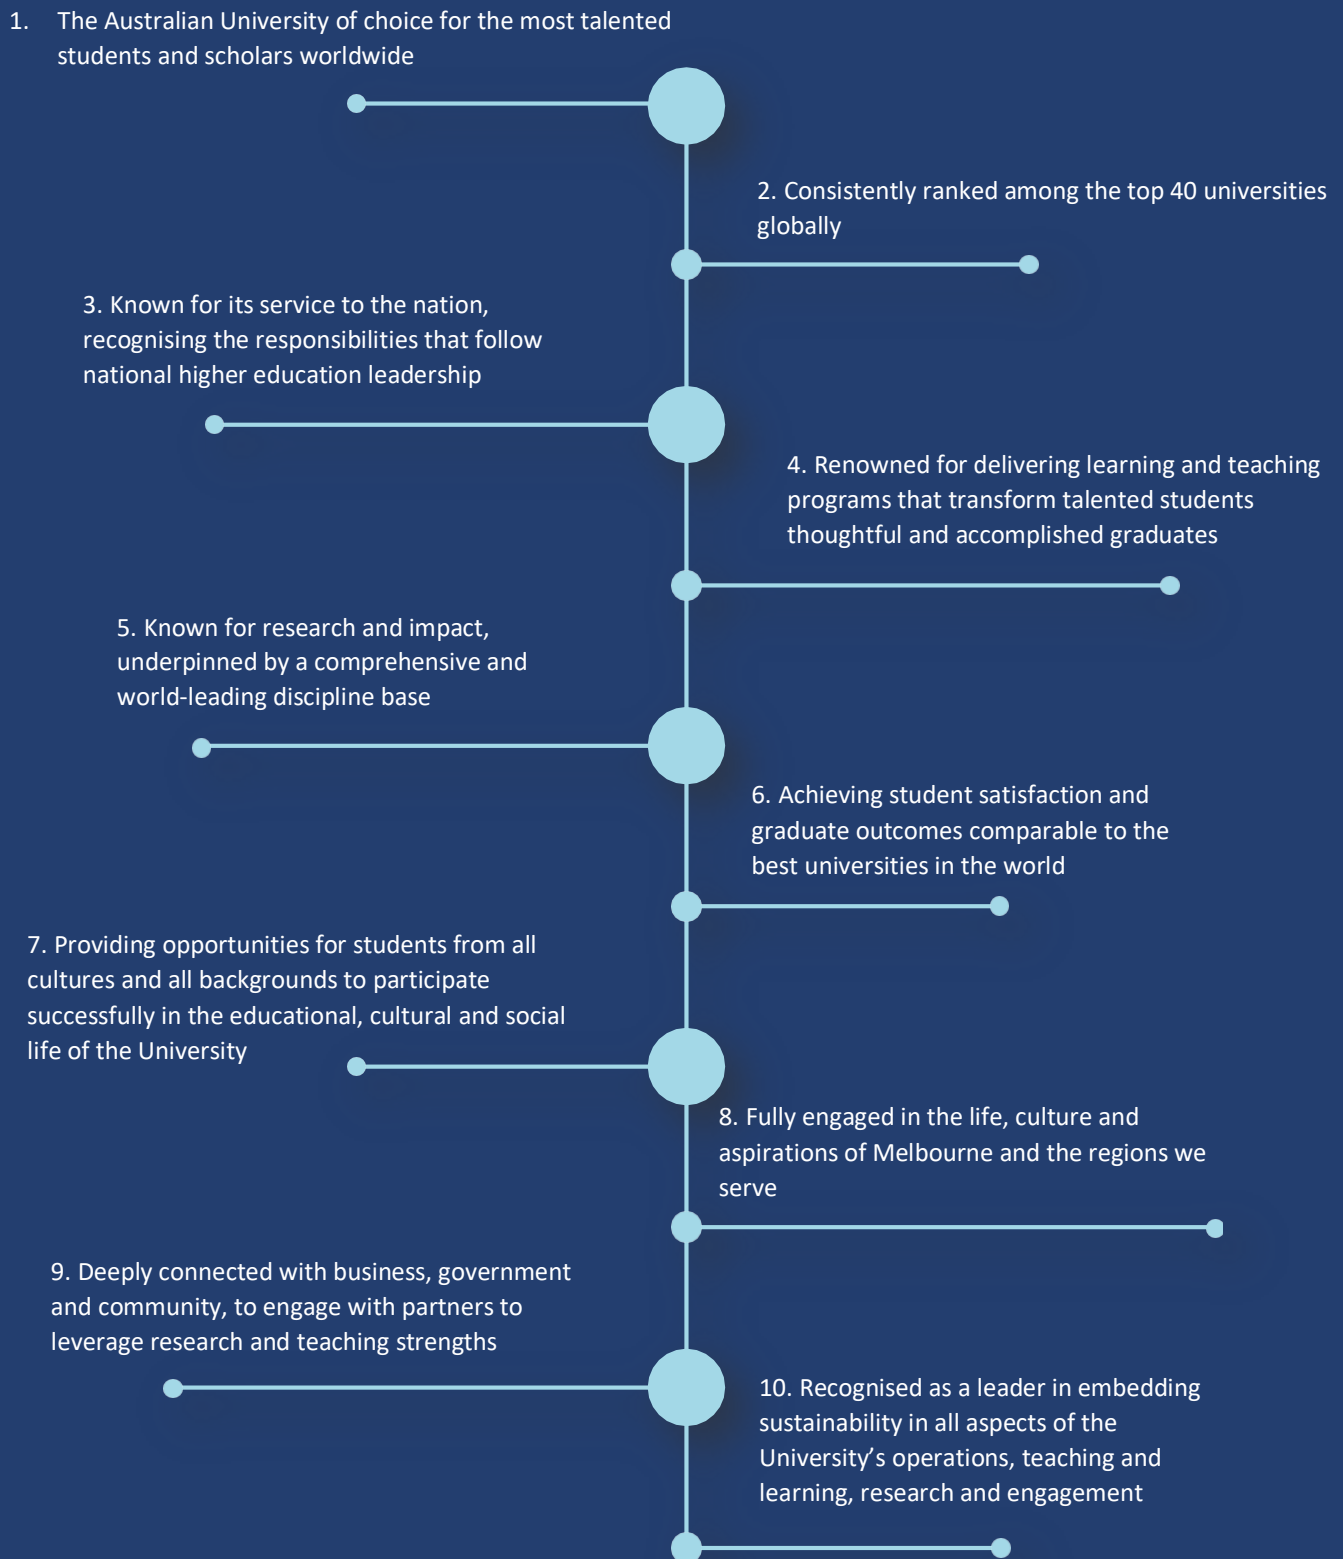 1. The Australian University of choice for the most talented
students and scholars worldwide
2. Consistently ranked among the top 40 universities
globally
3. Known for its service to the nation,
recognising the responsibilities that follow
national higher education leadership
4. Renowned for delivering learning and teaching
programs that transform talented students
thoughtful and accomplished graduates
5. Known for research and impact,
underpinned by a comprehensive and
world-leading discipline base
6. Achieving student satisfaction and
graduate outcomes comparable to the
best universities in the world
7. Providing opportunities for students from all
cultures and all backgrounds to participate
successfully in the educational, cultural and social
life of the University
8. Fully engaged in the life, culture and
aspirations of Melbourne and the regions we
serve
9. Deeply connected with business, government
and community, to engage with partners to
leverage research and teaching strengths
10. Recognised as a leader in embedding
sustainability in all aspects of the
University’s operations, teaching and
learning, research and engagement